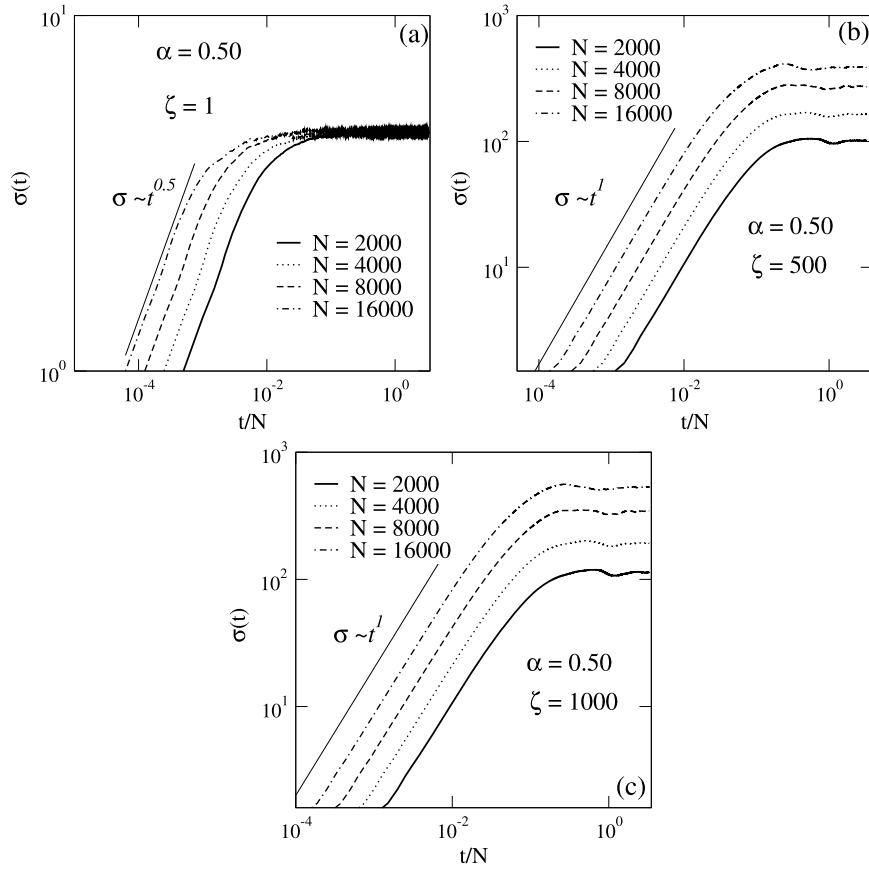 (a)
α = 0.50
ζ = 1
σ ~t^0.5
N = 2000
N = 4000
N = 8000
N = 16000
10^1
10^0
σ(t)
10^-4
10^-2
10^0
t/N
(b)
N = 2000
N = 4000
N = 8000
N = 16000
σ ~t^1
α = 0.50
ζ = 500
10^3
10^2
10^1
σ(t)
10^-4
10^-2
10^0
t/N
N = 2000
N = 4000
N = 8000
N = 16000
σ ~t^1
α = 0.50
ζ = 1000
(c)
10^3
10^2
10^1
σ(t)
10^-4
10^-2
10^0
t/N